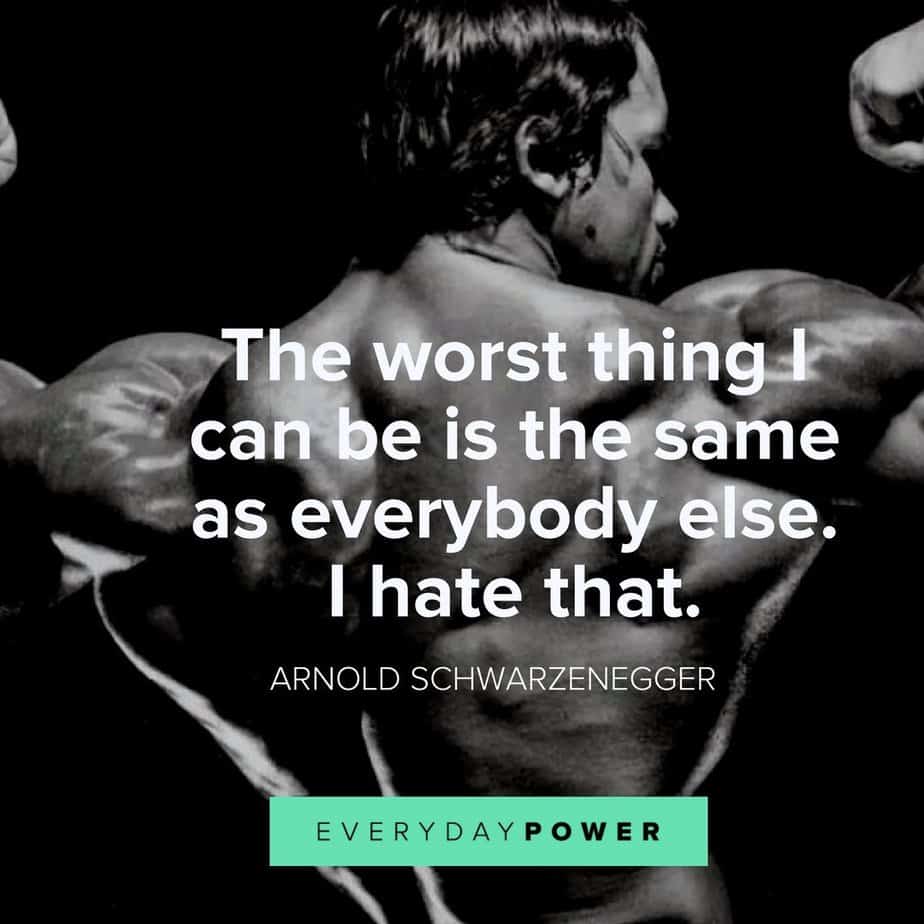 The worst thing I
can be is the same
as everybody else.
I hate that.
ARNOLD SCHWARZENEGGER
EVERYDAYPOWER